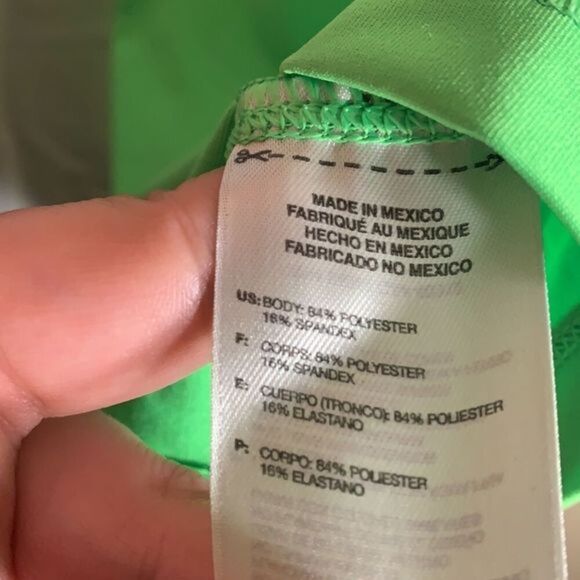 MADE IN MEXICO
FABRIQUÉ AU MEXIQUE
HECHO EN MEXICO
FABRICADO NO MEXICO
US: BODY: 84% POLYESTER
16% SPANDEX
F: CORPS: 84% POLYESTER
16% SPANDEX
E: CUERPO (TRONCO): 84% POLIESTER
16% ELASTANO
P: CORPO: 84% POLIESTER
16% ELASTANO